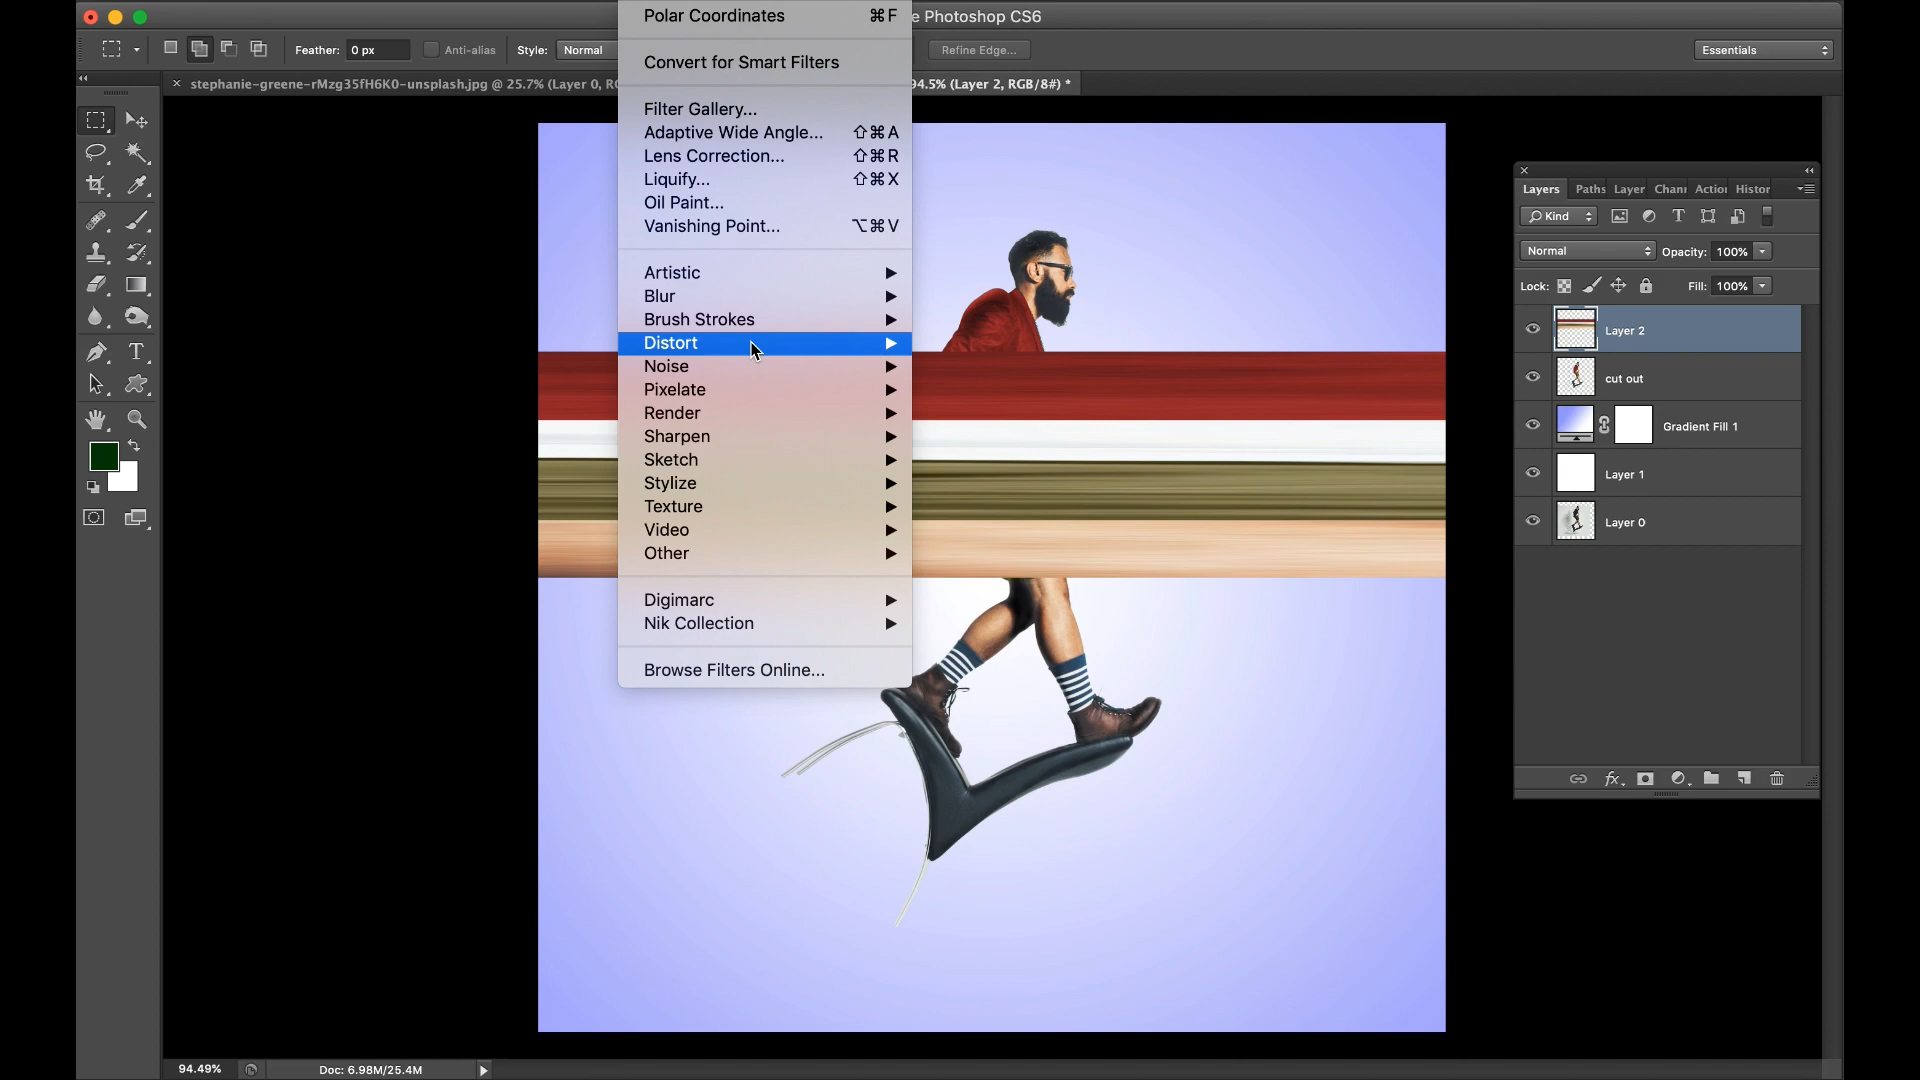 Polar Coordinates ⌘F
e Photoshop CS6
Feather: 0 px
Anti-alias
Style: Normal
Convert for Smart Filters
Refine Edge...
Essentials
× stephanie-greene-rMzg35fH6K0-unsplash.jpg @ 25.7% (Layer 0, RG
94.5% (Layer 2, RGB/8#) *
Filter Gallery...
Adaptive Wide Angle... ⇧⌘A
Lens Correction... ⇧⌘R
Liquify... ⇧⌘X
Oil Paint...
Vanishing Point... ⌥⌘V
Artistic
Blur
Brush Strokes
Distort
Noise
Pixelate
Render
Sharpen
Sketch
Stylize
Texture
Video
Other
Digimarc
Nik Collection
Browse Filters Online...
Layers Paths Layer Chani Actio Histor
Kind
Normal Opacity: 100%
Lock: Fill: 100%
Layer 2
cut out
Gradient Fill 1
Layer 1
Layer 0
94.49% Doc: 6.98M/25.4M